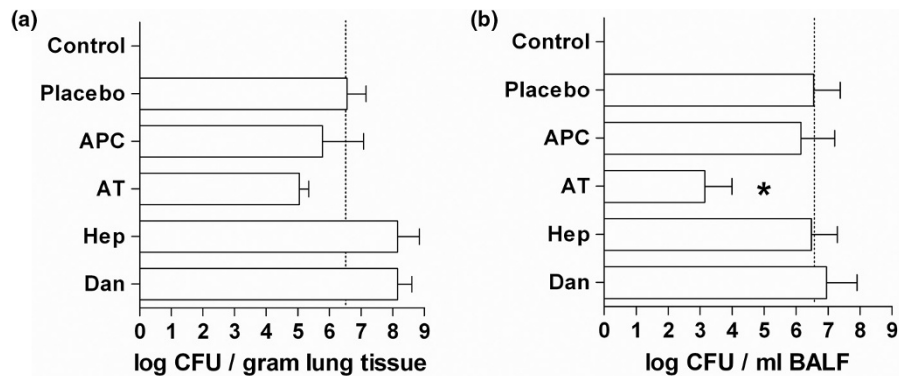 (a)
Control
Placebo
APC
AT
Hep
Dan
0 1 2 3 4 5 6 7 8 9
log CFU / gram lung tissue
(b)
Control
Placebo
APC
AT
*
Hep
Dan
0 1 2 3 4 5 6 7 8 9
log CFU / ml BALF